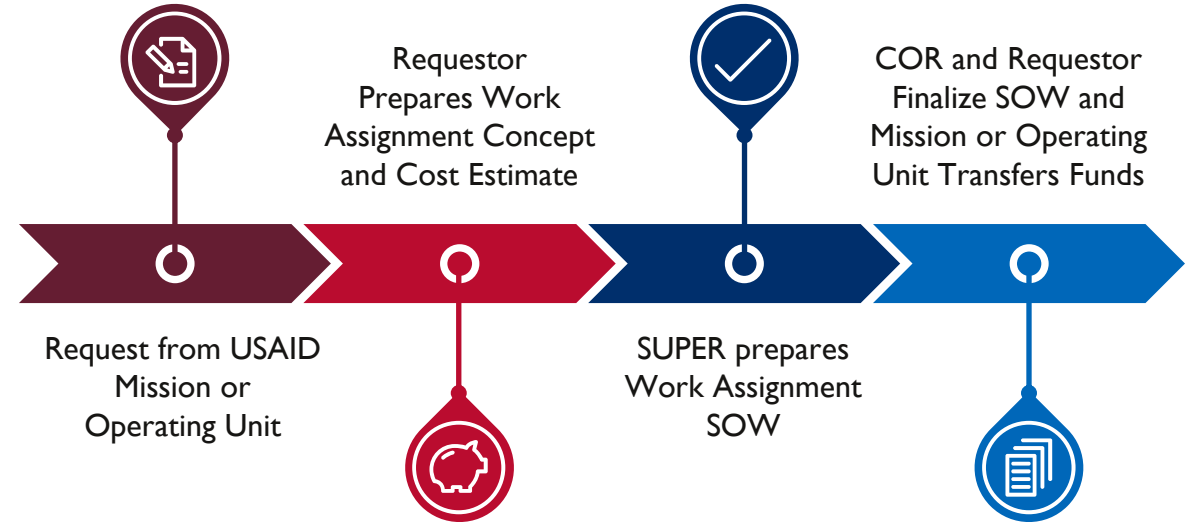 Request from USAID
Mission or
Operating Unit
Requestor
Prepares Work
Assignment Concept
and Cost Estimate
SUPER prepares
Work Assignment
SOW
COR and Requestor
Finalize SOW and
Mission or Operating
Unit Transfers Funds